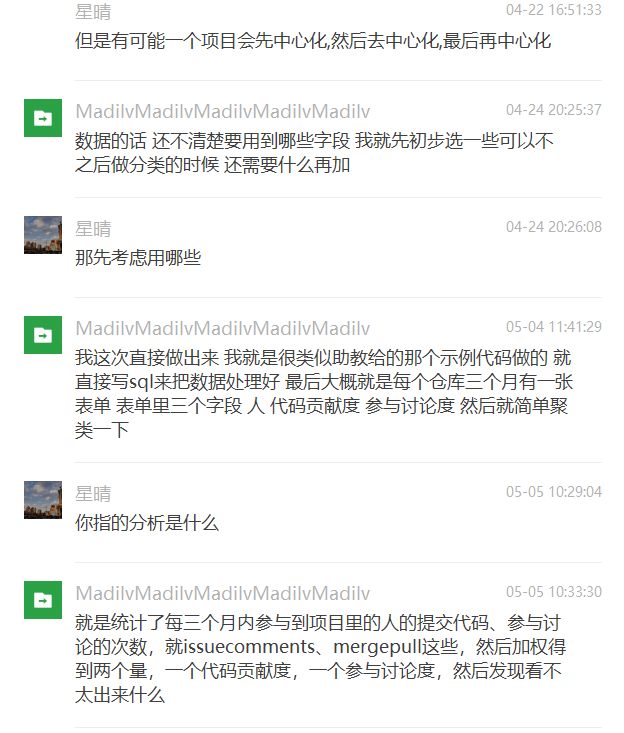 星晴
04-22 16:51:33
但是有可能一个项目会先中心化,然后去中心化,最后再中心化
MadilvMadilvMadilvMadilvMadilv
04-24 20:25:37
数据的话 还不清楚要用到哪些字段 我就先初步选一些可以不
之后做分类的时候 还需要什么再加
星晴
04-24 20:26:08
那先考虑用哪些
MadilvMadilvMadilvMadilvMadilv
05-04 11:41:29
我这次直接做出来 我就是很类似助教给的那个示例代码做的 就
直接写sql来把数据处理好 最后大概就是每个仓库三个月有一张
表单 表单里三个字段 人 代码贡献度 参与讨论度 然后就简单聚
类一下
星晴
05-05 10:29:04
你指的分析是什么
MadilvMadilvMadilvMadilvMadilv
05-05 10:33:30
就是统计了每三个月内参与到项目里的人的提交代码、参与讨
论的次数，就issuecomments、mergepull这些，然后加权得
到两个量，一个代码贡献度，一个参与讨论度，然后发现看不
太出来什么